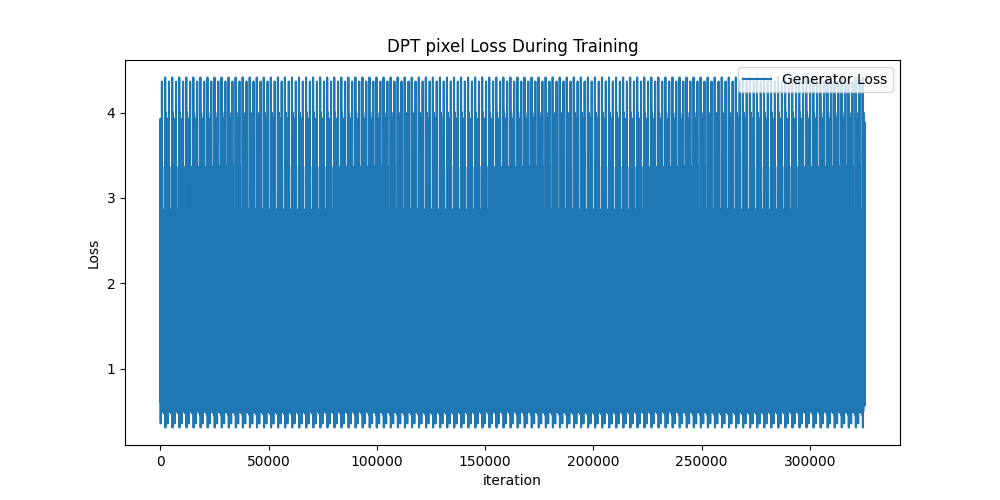 DPT pixel Loss During Training
Generator Loss
4
3
2
1
Loss
0
50000
100000
150000
200000
250000
300000
iteration